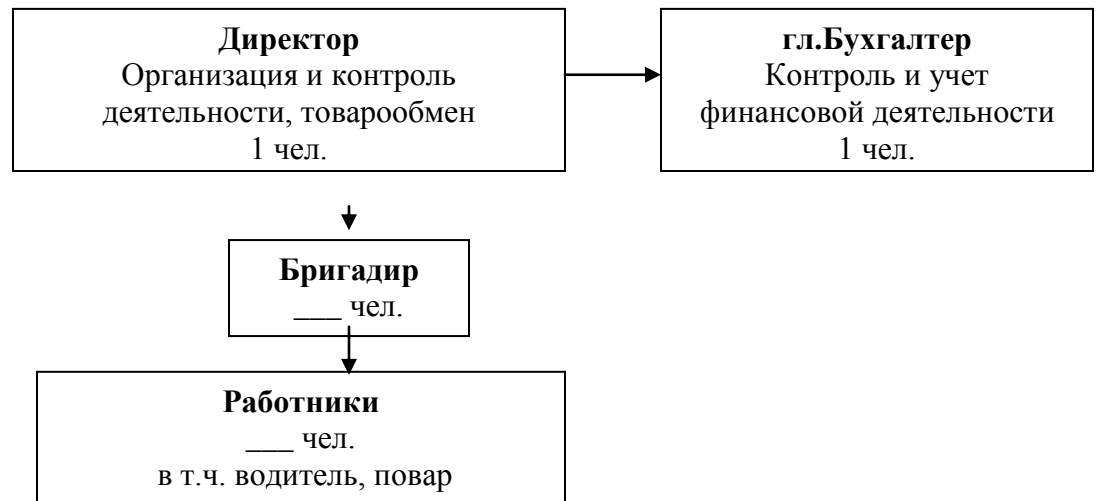 Директор
Организация и контроль
деятельности, товарообмен
1 чел.
гл.Бухгалтер
Контроль и учет
финансовой деятельности
1 чел.
Бригадир
___ чел.
Работники
___ чел.
в т.ч. водитель, повар